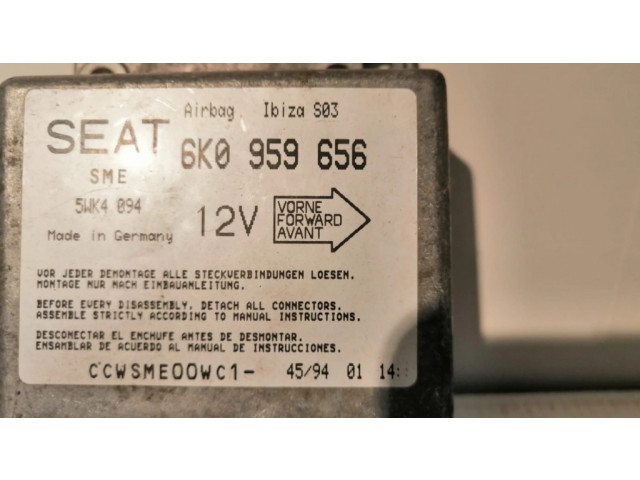 Airbag Ibiza S03
SEAT 6K0 959 656
SME
5WK4 094
Made in Germany
12V
VORNE
FORWARD
AVANT
VOR JEDER DEMONTAGE ALLE STECKVERBINDUNGEN LOESEN.
MONTAGE NUR NACH EINBAUANLEITUNG.
BEFORE EVERY DISASSEMBLY, DETACH ALL CONNECTORS.
ASSEMBLE STRICTLY ACCORDING TO MANUAL INSTRUCTIONS.
DESCONECTAR EL ENCHUFE ANTES DE DESMONTAR.
ENSAMBLAR DE ACUERDO AL MANUAL DE INSTRUCCIONES.
CCWSME00WC1- 45/94 01 14: